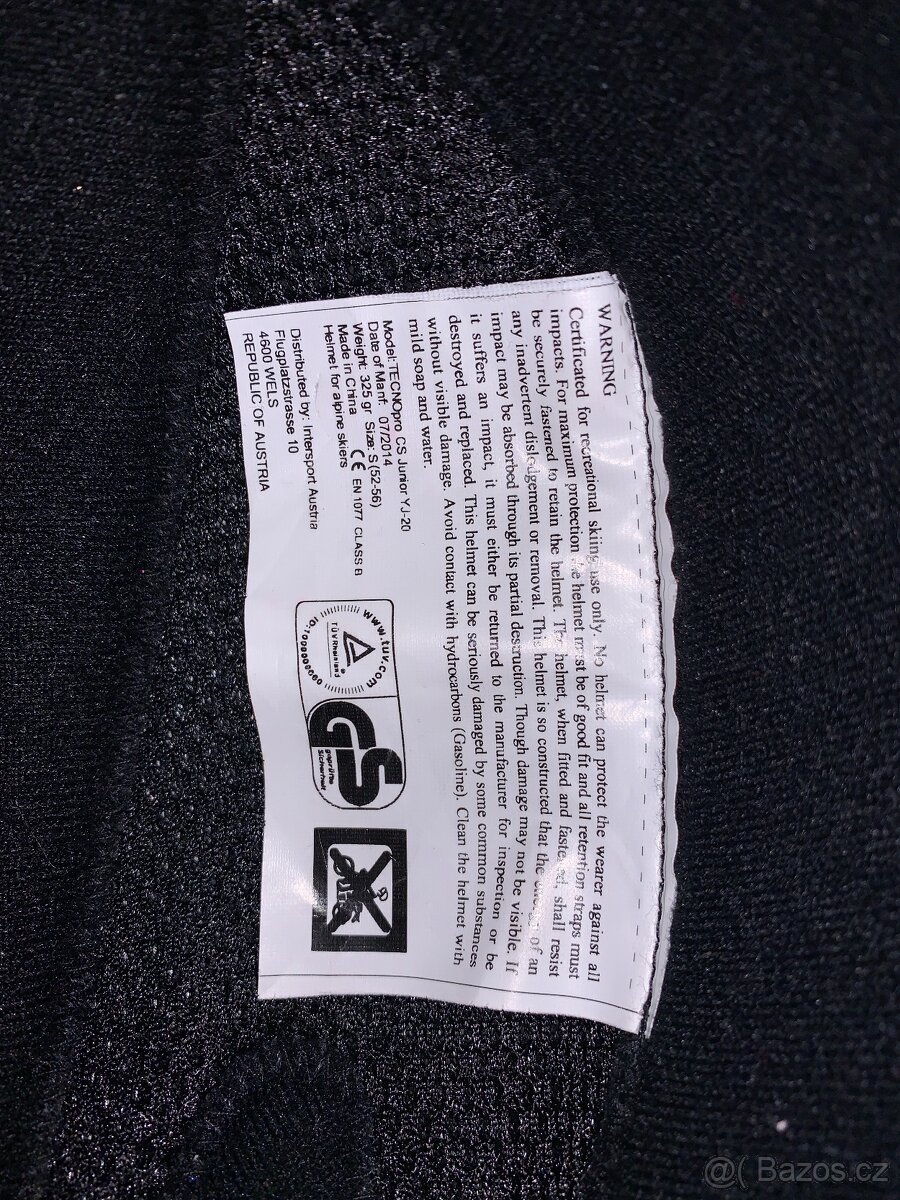 WARNING
Certificated for recreational skiing use only. No helmet can protect the wearer against all
impacts. For maximum protection the helmet must be of good fit and all retention straps must
be securely fastened to retain the helmet. The helmet, when fitted and fastened, shall resist
any inadvertent dislodgement or removal. This helmet is so constructed that the of an
impact may be absorbed through its partial destruction. Though damage may not be visible. If
it suffers an impact, it must either be returned to the manufacturer for inspection or be
destroyed and replaced. This helmet can be seriously damaged by some common substances
without visible damage. Avoid contact with hydrocarbons (Gasoline). Clean the helmet with
mild soap and water.
Model: TECNOpro CS Junior YJ-20
Date of Manf: 07/2014
Weight: 325 gr Size: S (52-56)
Made in China CE EN 1077 CLASS B
Helmet for alpine skiers
Distributed by: Intersport Austria
Flugplatzstrasse 10
4600 WELS
REPUBLIC OF AUSTRIA
www.tuv.com
TÜVRheinland
®
GS
geprüfte
Sicherheit
@( Bazos.cz